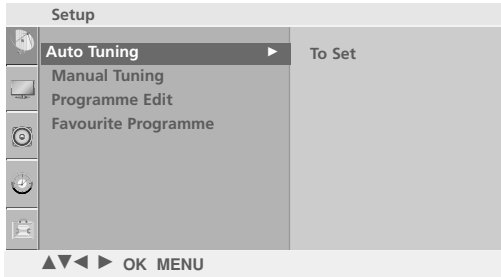 Setup
Auto Tuning ► To Set
Manual Tuning
Programme Edit
Favourite Programme
▲▼◄ ► OK MENU